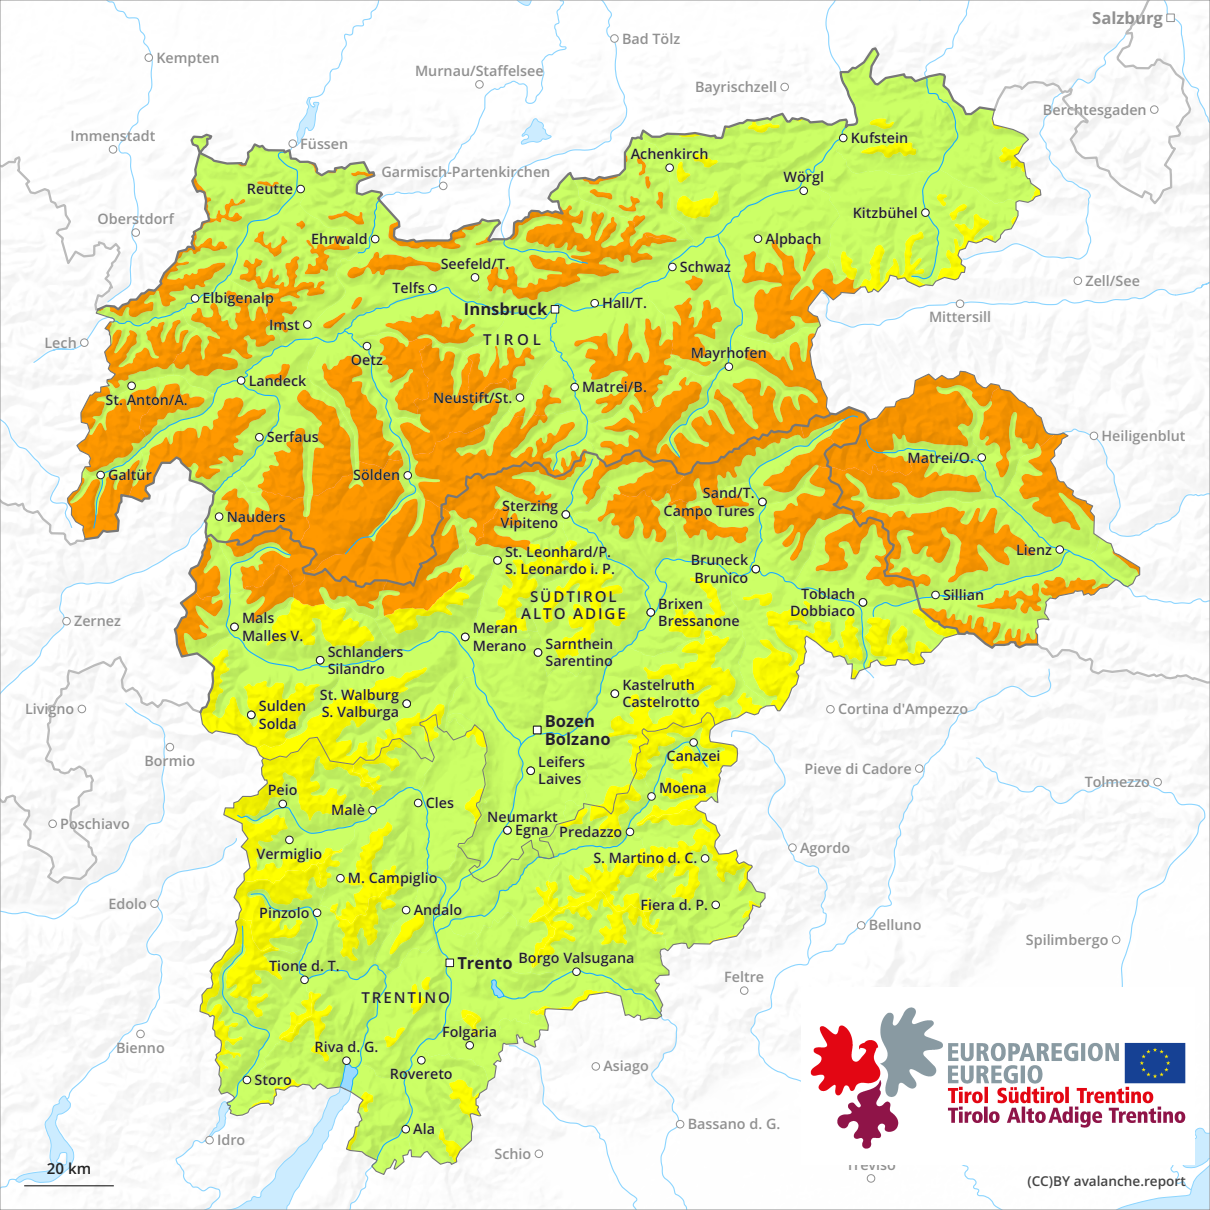 Salzburg
Bad Tölz
Kempten
Murnau/Staffelsee
Bayrischzell
Berchtesgaden
Immenstadt
Füssen
Kufstein
Achenkirch
Garmisch-Partenkirchen
Wörgl
Reutte
Oberstdorf
Kitzbühel
Ehrwald
Alpbach
Seefeld/T.
Schwaz
Zell/See
Telfs
Elbigenalp
Innsbruck
Hall/T.
Mittersill
Imst
TIROL
Lech
Oetz
Mayrhofen
Landeck
Matrei/B.
St. Anton/A.
Neustift/St.
Serfaus
Heiligenblut
Matrei/O.
Galtür
Sölden
Sand/T.
Campo Tures
Sterzing
Vipiteno
Nauders
St. Leonhard/P.
S. Leonardo i. P.
Lienz
Bruneck
Brunico
SÜDTIROL
ALTO ADIGE
Toblach
Dobbiaco
Sillian
Brixen
Bressanone
Zernez
Mals
Malles V.
Meran
Merano
Sarnthein
Sarentino
Schlanders
Silandro
Kastelruth
Castelrotto
St. Walburg
S. Valburga
Sulden
Solda
Livigno
Cortina d'Ampezzo
Bozen
Bolzano
Bormio
Canazei
Leifers
Laives
Pieve di Cadore
Tolmezzo
Peio
Moena
Malè
Cles
Neumarkt
Egna
Predazzo
Poschiavo
Vermiglio
Agordo
S. Martino d. C.
M. Campiglio
Edolo
Pinzolo
Andalo
Fiera d. P.
Belluno
Spilimbergo
Trento
Borgo Valsugana
Tione d. T.
Feltre
TRENTINO
Folgaria
Bienno
Riva d. G.
Asiago
Rovereto
Storo
EUROPAREGION
EUREGIO
Tirol Südtirol Trentino
Tirolo Alto Adige Trentino
Ala
Bassano d. G.
Idro
Schio
Treviso
20 km
(CC)BY avalanche.report